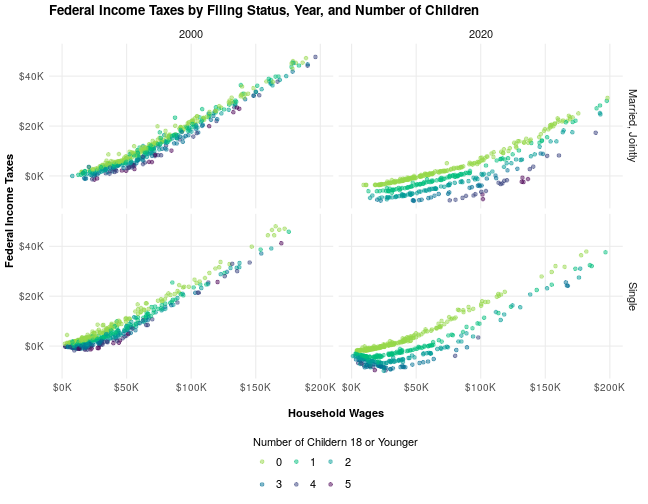 Federal Income Taxes by Filing Status, Year, and Number of Children
2000
2020
$40K
$20K
$0K
Married, Jointly
Federal Income Taxes
$40K
$20K
$0K
Single
$0K
$50K
$100K
$150K
$200K
$0K
$50K
$100K
$150K
$200K
Household Wages
Number of Childern 18 or Younger
0 1 2
3 4 5